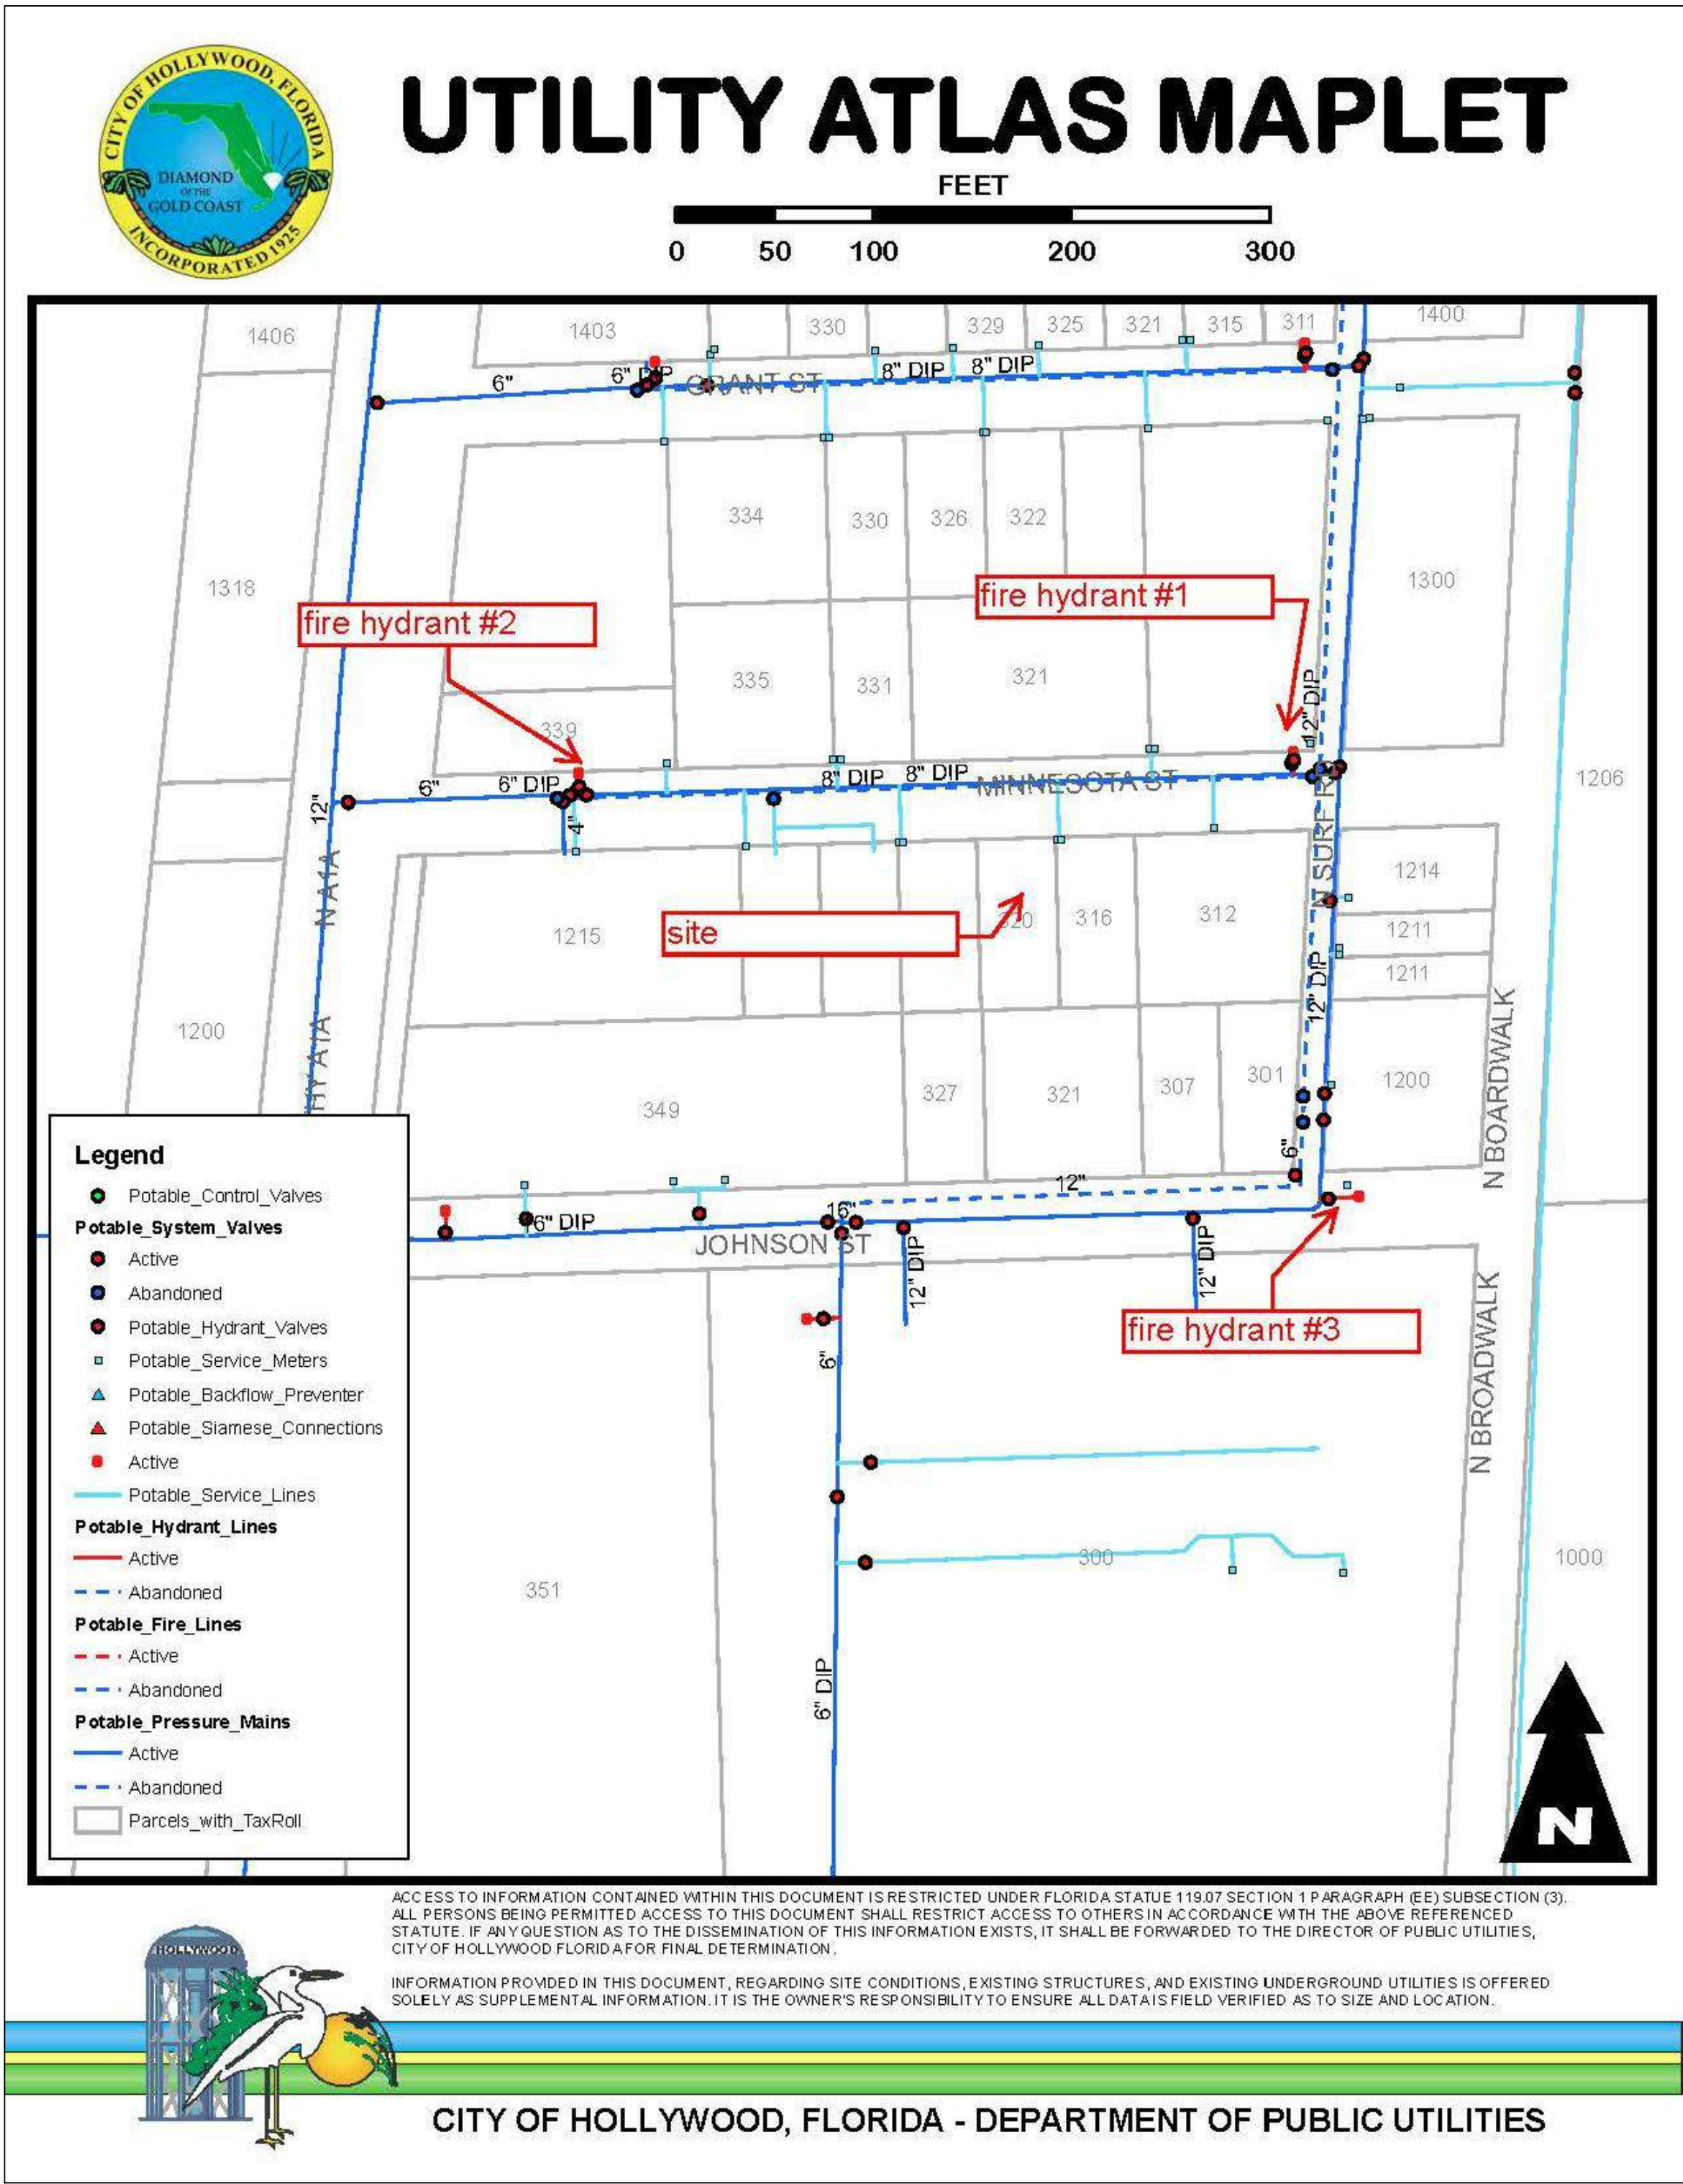 CITY OF HOLLYWOOD, FLORIDA
DIAMOND
OF THE
GOLD COAST
INCORPORATED 1925
UTILITY ATLAS MAPLET
FEET
0 50 100 200 300
1406
1403
330
329
325
321
315
311
1400
6"
6" DIP
GRANT ST
8" DIP
8" DIP
334
330
326
322
1318
1300
fire hydrant #1
fire hydrant #2
335
331
321
339
12" DIP
12"
6"
6" DIP
8" DIP
8" DIP
MINNESOTA ST
4"
1206
N A1A
N SURF R
1214
1215
site
320
316
312
1211
1211
12" DIP
1200
HY A1A
349
327
321
307
301
1200
N BOARDWALK
6"
12"
16"
6" DIP
JOHNSON ST
12" DIP
12" DIP
fire hydrant #3
N BROADWALK
6"
300
351
1000
6" DIP
Legend
Potable_Control_Valves
Potable_System_Valves
Active
Abandoned
Potable_Hydrant_Valves
Potable_Service_Meters
Potable_Backflow_Preventer
Potable_Siamese_Connections
Active
Potable_Service_Lines
Potable_Hydrant_Lines
Active
Abandoned
Potable_Fire_Lines
Active
Abandoned
Potable_Pressure_Mains
Active
Abandoned
Parcels_with_TaxRoll
N
ACCESS TO INFORMATION CONTAINED WITHIN THIS DOCUMENT IS RESTRICTED UNDER FLORIDA STATUE 119.07 SECTION 1 PARAGRAPH (EE) SUBSECTION (3).
ALL PERSONS BEING PERMITTED ACCESS TO THIS DOCUMENT SHALL RESTRICT ACCESS TO OTHERS IN ACCORDANCE WITH THE ABOVE REFERENCED
STATUTE. IF ANY QUESTION AS TO THE DISSEMINATION OF THIS INFORMATION EXISTS, IT SHALL BE FORWARDED TO THE DIRECTOR OF PUBLIC UTILITIES,
CITY OF HOLLYWOOD FLORIDA FOR FINAL DETERMINATION.
INFORMATION PROVIDED IN THIS DOCUMENT, REGARDING SITE CONDITIONS, EXISTING STRUCTURES, AND EXISTING UNDERGROUND UTILITIES IS OFFERED
SOLELY AS SUPPLEMENTAL INFORMATION. IT IS THE OWNER'S RESPONSIBILITY TO ENSURE ALL DATA IS FIELD VERIFIED AS TO SIZE AND LOCATION.
HOLLYWOOD
CITY OF HOLLYWOOD, FLORIDA - DEPARTMENT OF PUBLIC UTILITIES